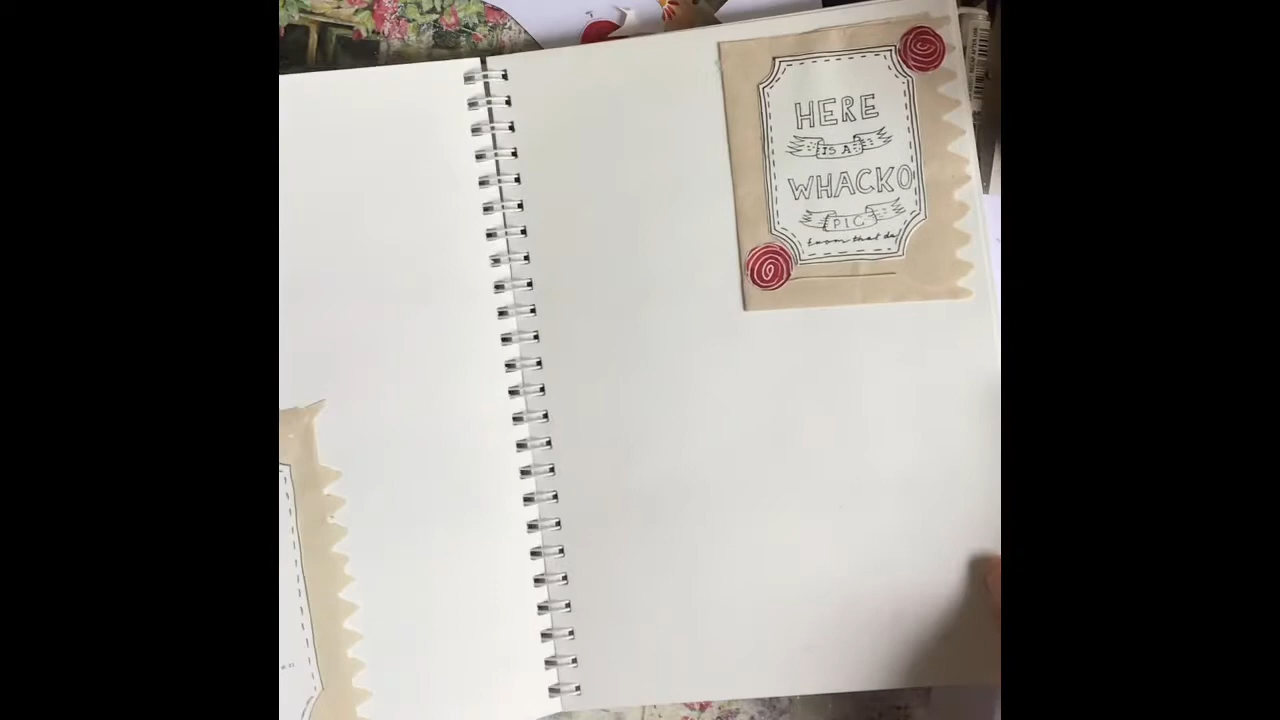 HERE
IS A
WHACKO
PIC
from that day